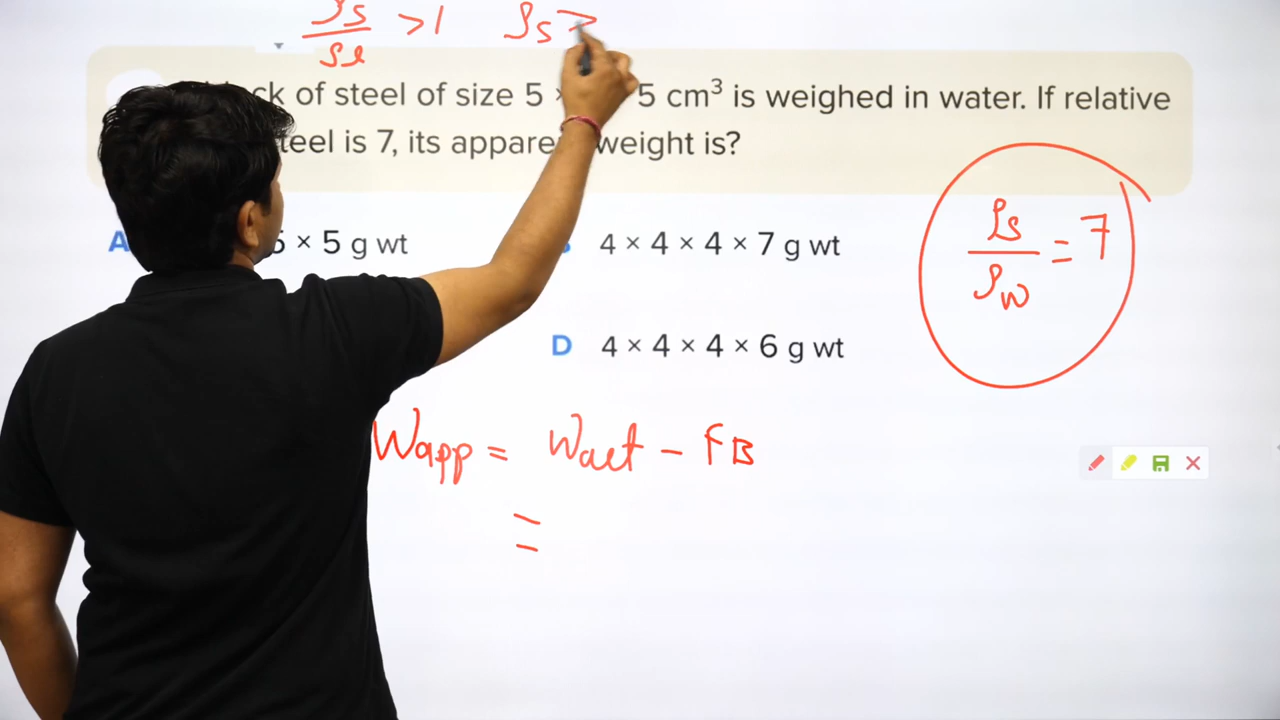 ρs/ρl >1 ρs >
ck of steel of size 5 × 5 cm³ is weighed in water. If relative
teel is 7, its appare weight is?
ρs/ρw = 7
A 5 × 5 g wt
4 × 4 × 4 × 7 g wt
D 4 × 4 × 4 × 6 g wt
Wapp = Wact - FB
=